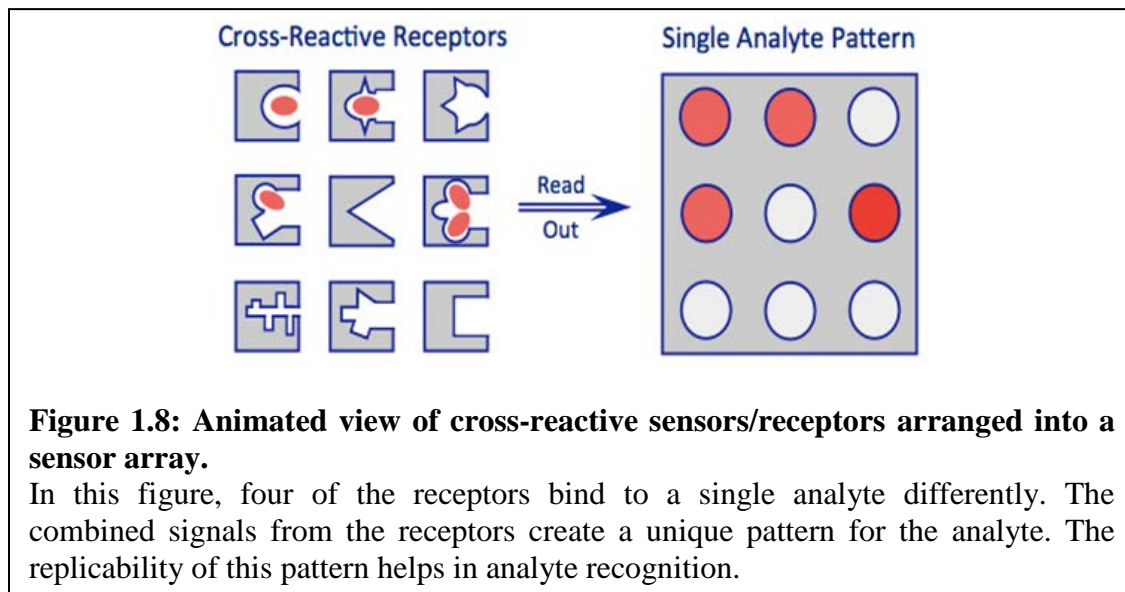 Cross-Reactive Receptors
Single Analyte Pattern
Read
Out
Figure 1.8: Animated view of cross-reactive sensors/receptors arranged into a
sensor array.
In this figure, four of the receptors bind to a single analyte differently. The
combined signals from the receptors create a unique pattern for the analyte. The
replicability of this pattern helps in analyte recognition.